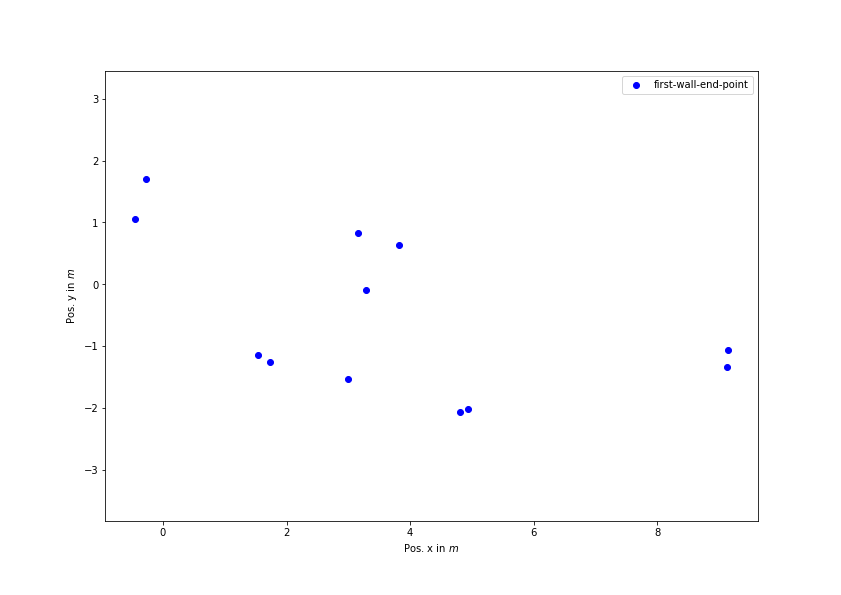 first-wall-end-point
3
2
1
0
−1
−2
−3
Pos. y in m
0 2 4 6 8
Pos. x in m